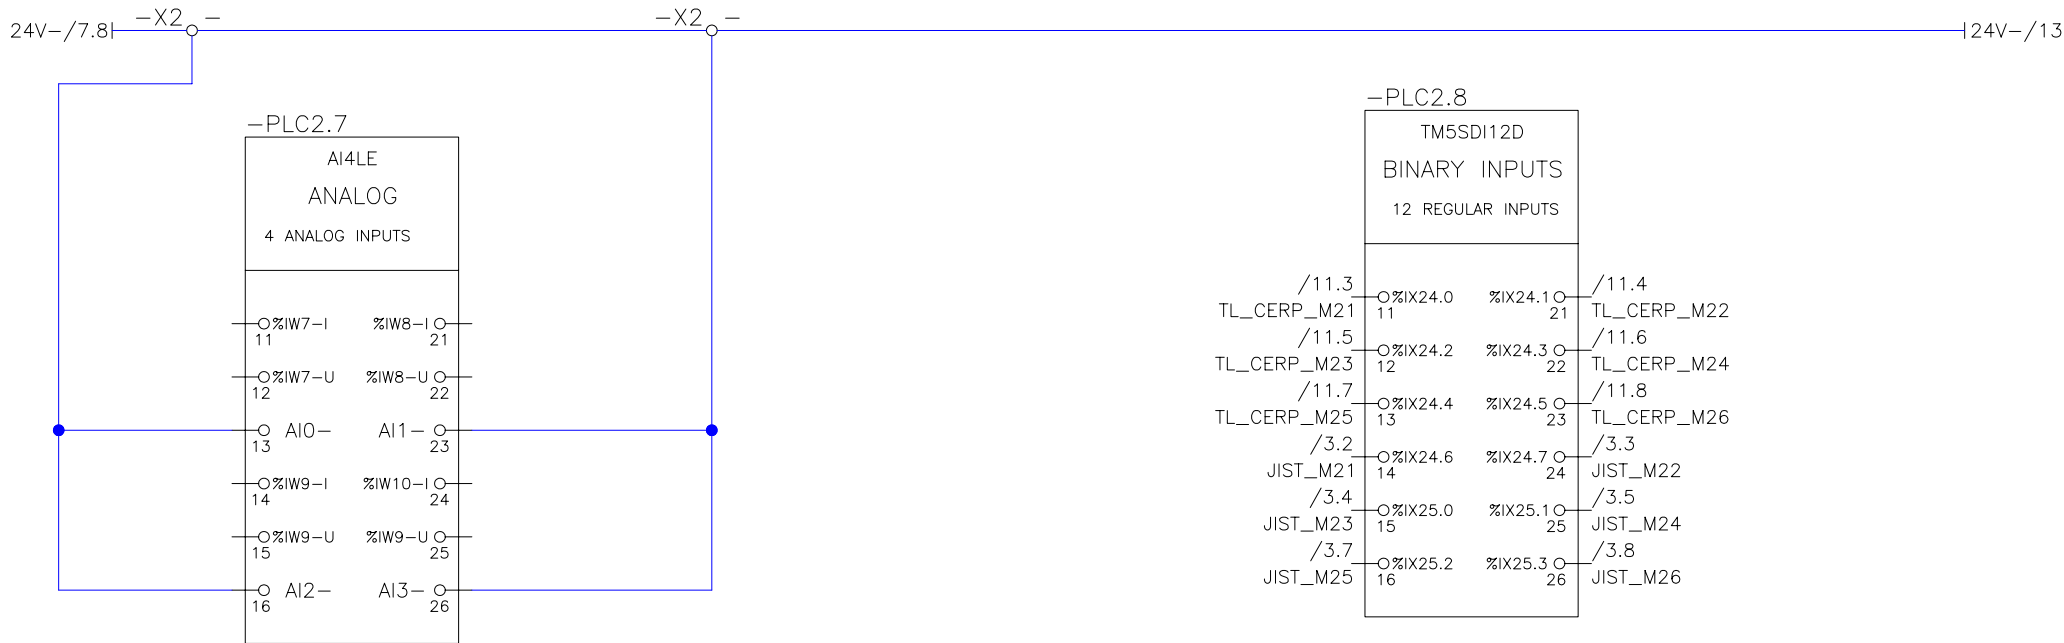 24V-/7.8
-X2 -
-X2 -
24V-/13
-PLC2.7
AI4LE
ANALOG
4 ANALOG INPUTS
%IW7-I %IW8-I
11 21
%IW7-U %IW8-U
12 22
AI0- AI1-
13 23
%IW9-I %IW10-I
14 24
%IW9-U %IW9-U
15 25
AI2- AI3-
16 26
-PLC2.8
TM5SDI12D
BINARY INPUTS
12 REGULAR INPUTS
/11.3 /11.4
%IX24.0 %IX24.1
TL_CERP_M21 11 21 TL_CERP_M22
/11.5 /11.6
%IX24.2 %IX24.3
TL_CERP_M23 12 22 TL_CERP_M24
/11.7 /11.8
%IX24.4 %IX24.5
TL_CERP_M25 13 23 TL_CERP_M26
/3.2 /3.3
%IX24.6 %IX24.7
JIST_M21 14 24 JIST_M22
/3.4 /3.5
%IX25.0 %IX25.1
JIST_M23 15 25 JIST_M24
/3.7 /3.8
%IX25.2 %IX25.3
JIST_M25 16 26 JIST_M26